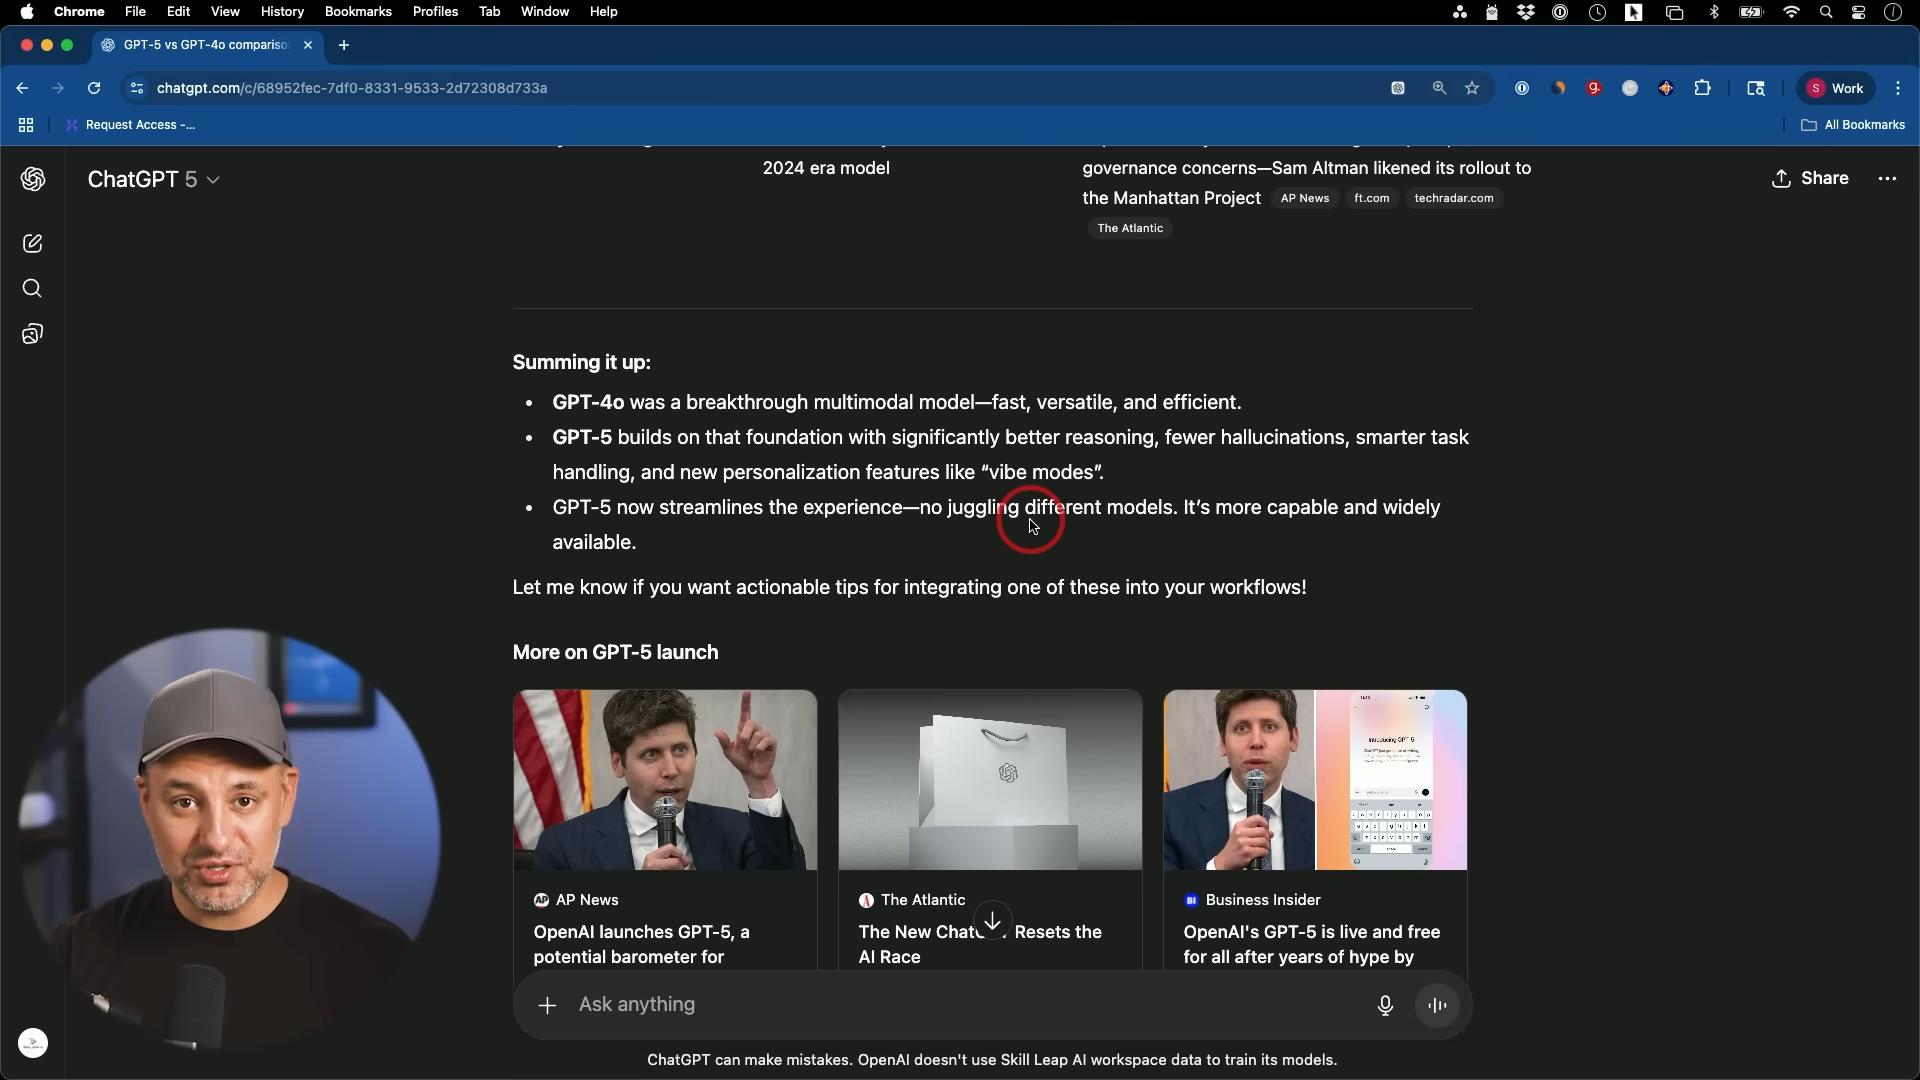 Chrome File Edit View History Bookmarks Profiles Tab Window Help
GPT-5 vs GPT-4o compariso
chatgpt.com/c/68952fec-7df0-8331-9533-2d72308d733a
S Work
Request Access -...
All Bookmarks
ChatGPT 5
Share
2024 era model
governance concerns—Sam Altman likened its rollout to
the Manhattan Project AP News ft.com techradar.com
The Atlantic
Summing it up:
• GPT-4o was a breakthrough multimodal model—fast, versatile, and efficient.
• GPT-5 builds on that foundation with significantly better reasoning, fewer hallucinations, smarter task
handling, and new personalization features like “vibe modes”.
• GPT-5 now streamlines the experience—no juggling different models. It’s more capable and widely
available.
Let me know if you want actionable tips for integrating one of these into your workflows!
More on GPT-5 launch
Introducing GPT-5
AP AP News
OpenAI launches GPT-5, a
potential barometer for
The Atlantic
The New Resets the
AI Race
BI Business Insider
OpenAI's GPT-5 is live and free
for all after years of hype by
Ask anything
ChatGPT can make mistakes. OpenAI doesn't use Skill Leap AI workspace data to train its models.